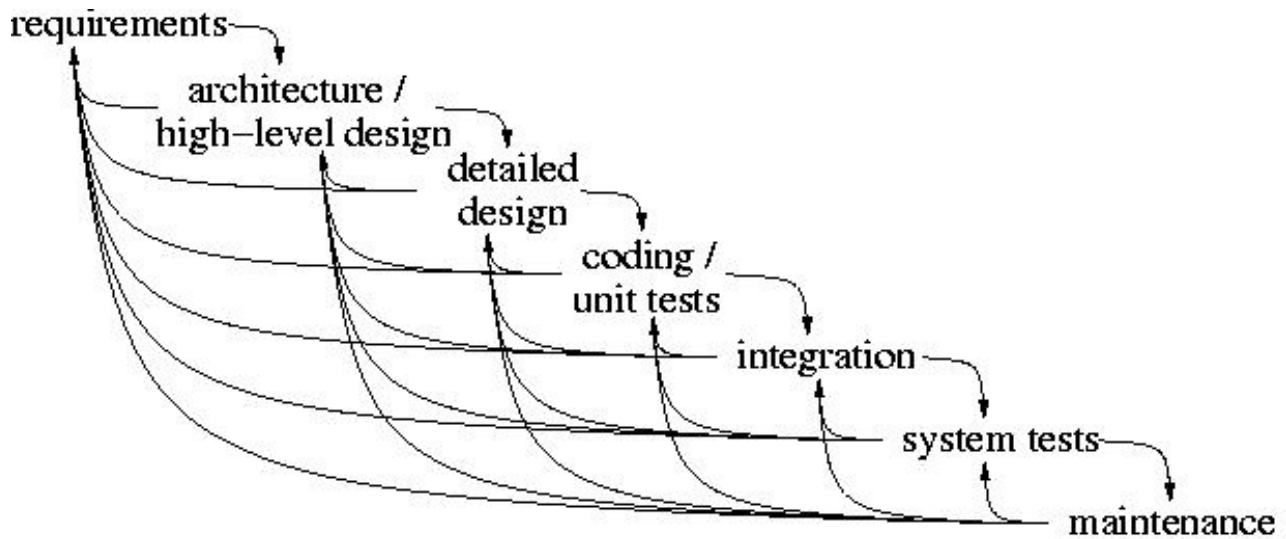 requirements
architecture /
high-level design
detailed
design
coding /
unit tests
integration
system tests
maintenance